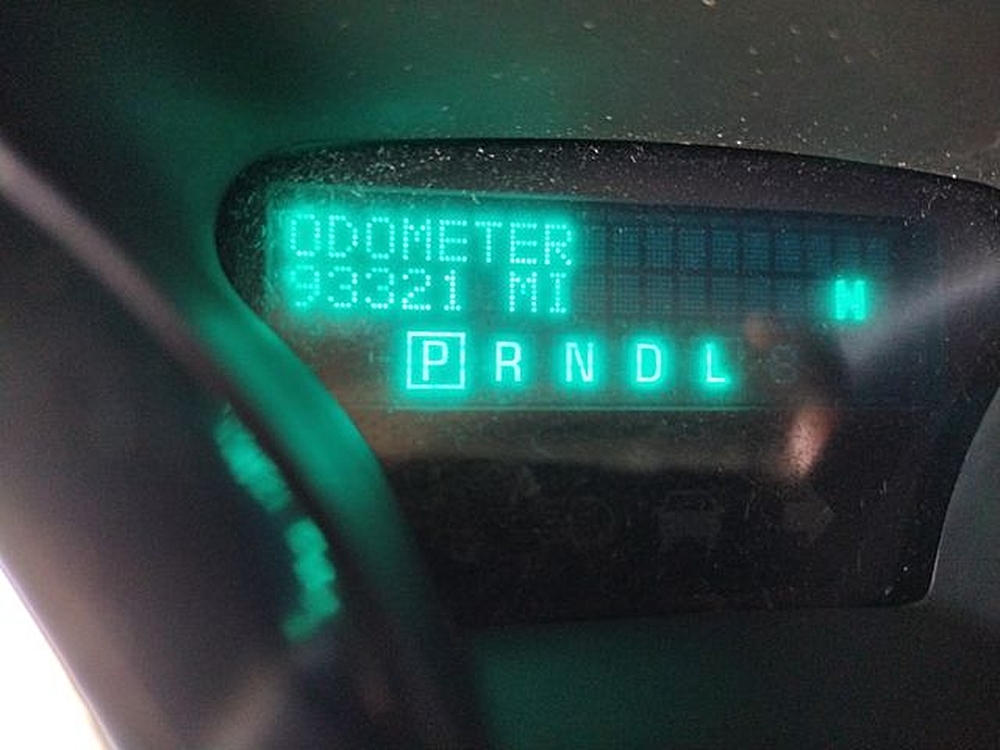 ODOMETER
93321 MI W
P R N D L